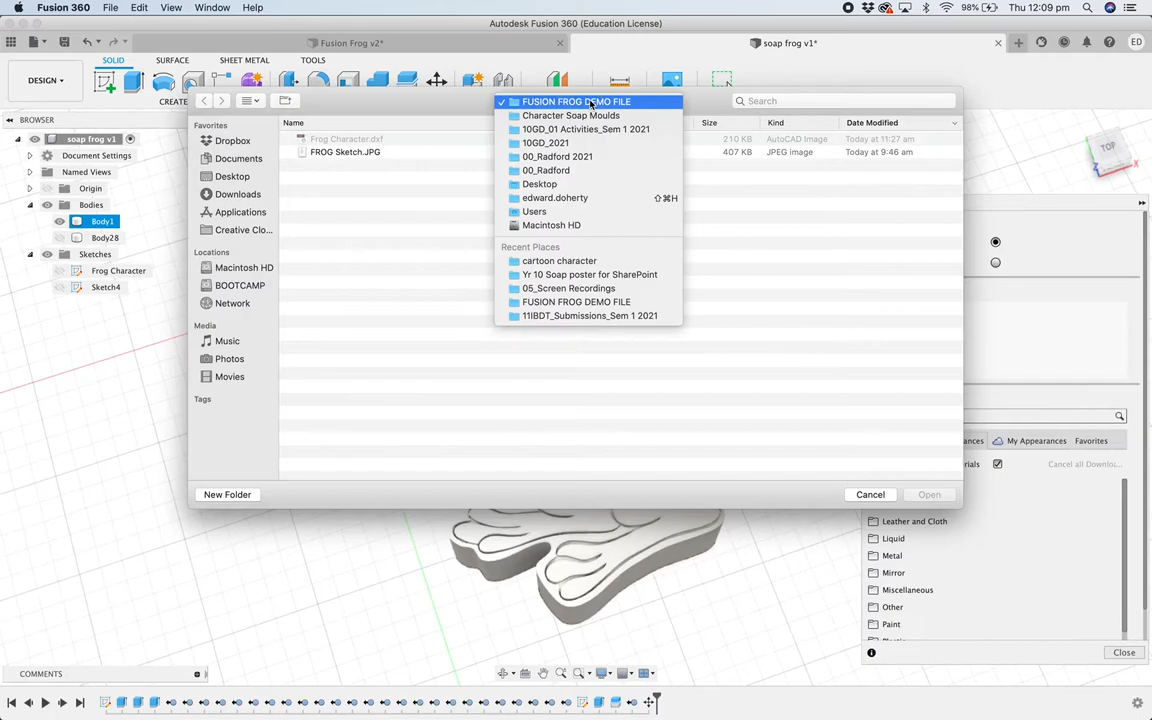 Fusion 360 File Edit View Window Help 98% Thu 12:09 pm
Autodesk Fusion 360 (Education License)
Fusion Frog v2* soap frog v1* ED
SOLID SURFACE SHEET METAL TOOLS
DESIGN
CREATE
BROWSER
soap frog v1
Document Settings
Named Views
Origin
Bodies
Body1
Body28
Sketches
Frog Character
Sketch4
Favorites
Dropbox
Documents
Desktop
Downloads
Applications
Creative Clo...
Locations
Macintosh HD
BOOTCAMP
Network
Media
Music
Photos
Movies
Tags
Search
Name Size Kind Date Modified
Frog Character.dxf 210 KB AutoCAD Image Today at 11:27 am
FROG Sketch.JPG 407 KB JPEG image Today at 9:46 am
FUSION FROG DEMO FILE
Character Soap Moulds
10GD_01 Activities_Sem 1 2021
10GD_2021
00_Radford 2021
00_Radford
Desktop
edward.doherty ⇧⌘H
Users
Macintosh HD
Recent Places
cartoon character
Yr 10 Soap poster for SharePoint
05_Screen Recordings
FUSION FROG DEMO FILE
11IBDT_Submissions_Sem 1 2021
New Folder Cancel Open
My Appearances Favorites
Cancel all Downloa...
Leather and Cloth
Liquid
Metal
Mirror
Miscellaneous
Other
Paint
Close
COMMENTS
TOP
Z X